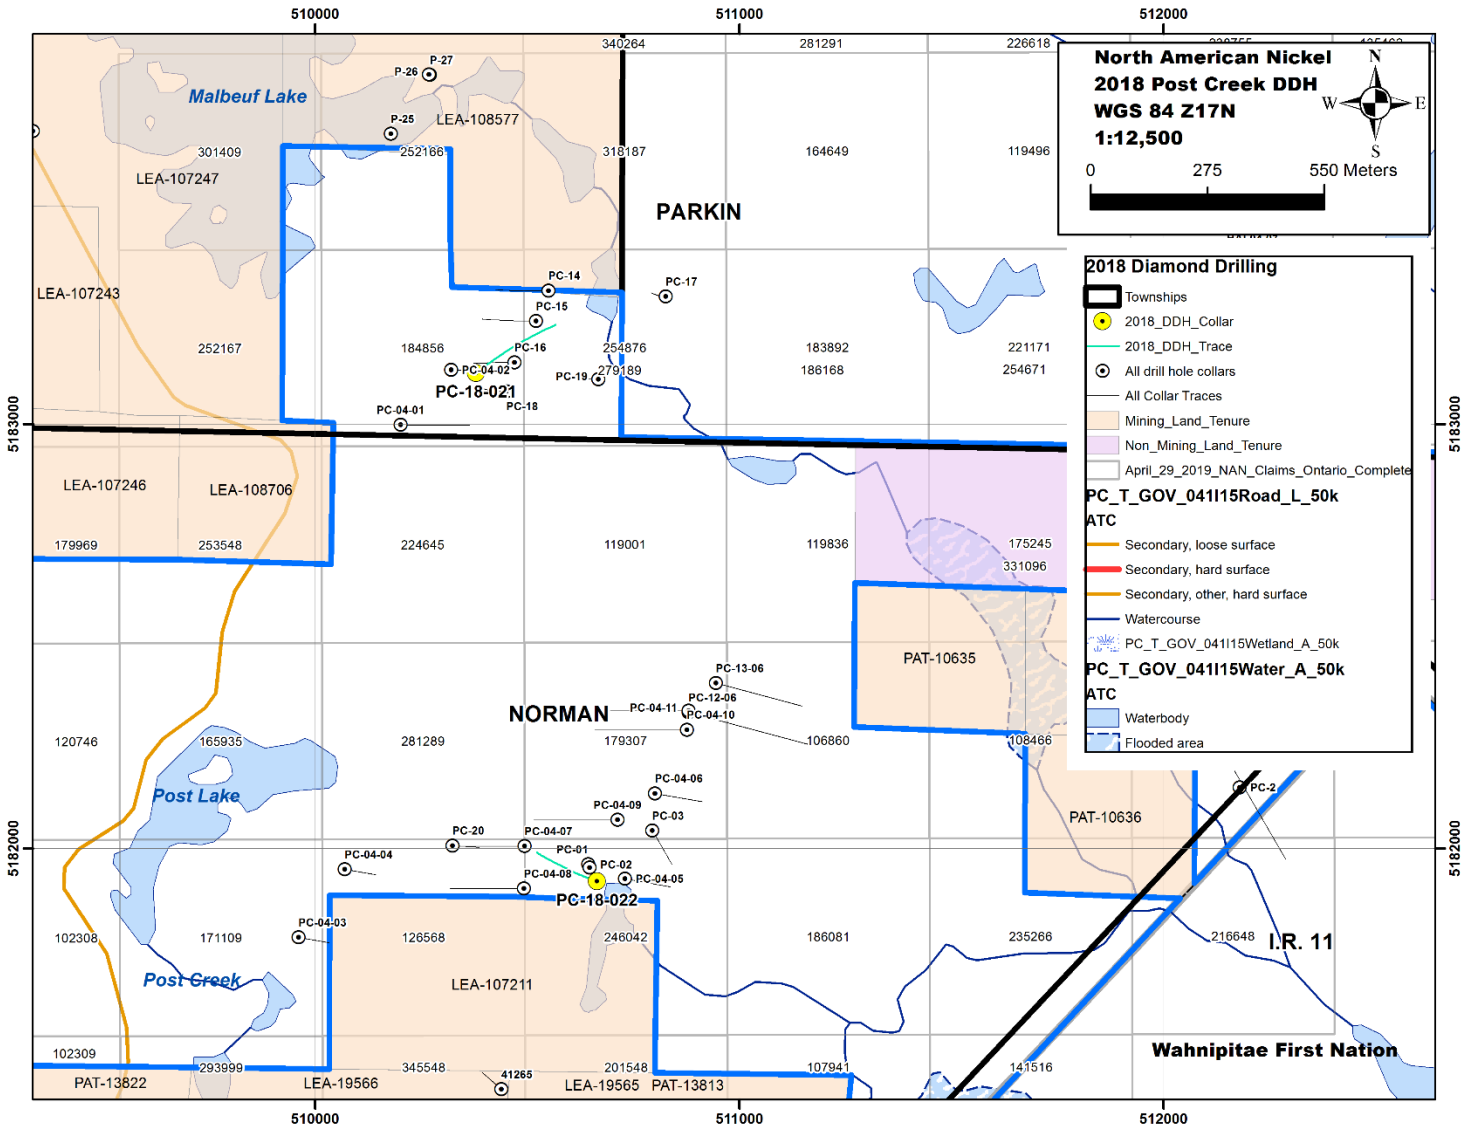 510000
511000
512000
340264
281291
226618
North American Nickel
2018 Post Creek DDH
WGS 84 Z17N
1:12,500
N
W
E
S
0
275
550 Meters
P-27
P-26
Malbeuf Lake
P-25
LEA-108577
301409
252166
318187
164649
119496
LEA-107247
PARKIN
LEA-107243
PC-14
PC-17
PC-15
252167
184856
PC-16
254876
183892
221171
PC-04-02
279189
186168
254671
PC-19
PC-18-021
PC-18
PC-04-01
5183000
5183000
2018 Diamond Drilling
Townships
2018_DDH_Collar
2018_DDH_Trace
All drill hole collars
All Collar Traces
Mining_Land_Tenure
Non_Mining_Land_Tenure
April_29_2019_NAN_Claims_Ontario_Complete
PC_T_GOV_041I15Road_L_50k
ATC
Secondary, loose surface
Secondary, hard surface
Secondary, other, hard surface
Watercourse
PC_T_GOV_041I15Wetland_A_50k
PC_T_GOV_041I15Water_A_50k
ATC
Waterbody
Flooded area
LEA-107246
LEA-108706
179969
253548
224645
119001
119836
175245
331096
PAT-10635
PC-13-06
PC-12-06
PC-04-11
PC-04-10
NORMAN
120746
165935
281289
179307
106860
108466
Post Lake
PC-04-06
PC-2
PC-04-09
PC-03
PAT-10636
PC-20
PC-04-07
PC-01
PC-02
PC-04-04
PC-04-08
PC-04-05
5182000
5182000
PC-18-022
PC-04-03
102308
171109
126568
246042
186081
235266
216648
I.R. 11
Post Creek
LEA-107211
102309
293999
345548
201548
107941
141516
Wahnipitae First Nation
PAT-13822
LEA-19566
41265
LEA-19565
PAT-13813
510000
511000
512000